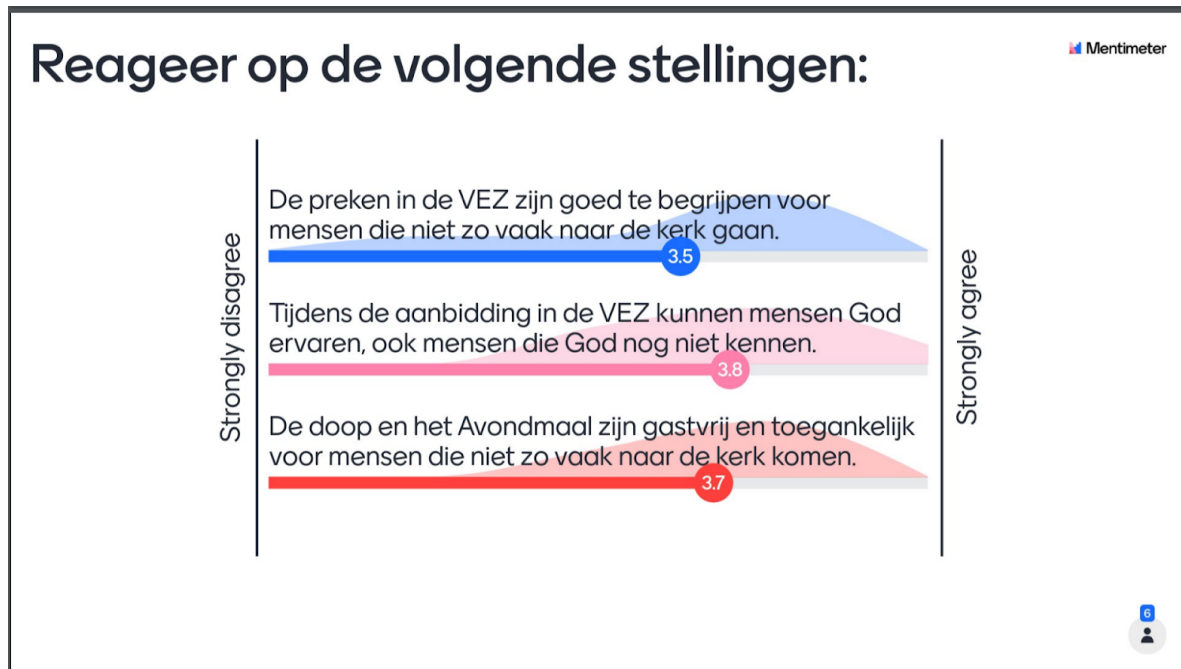 Reageer op de volgende stellingen:
Mentimeter
Strongly disagree
De preken in de VEZ zijn goed te begrijpen voor
mensen die niet zo vaak naar de kerk gaan.
3.5
Tijdens de aanbidding in de VEZ kunnen mensen God
ervaren, ook mensen die God nog niet kennen.
3.8
De doop en het Avondmaal zijn gastvrij en toegankelijk
voor mensen die niet zo vaak naar de kerk komen.
3.7
Strongly agree
6